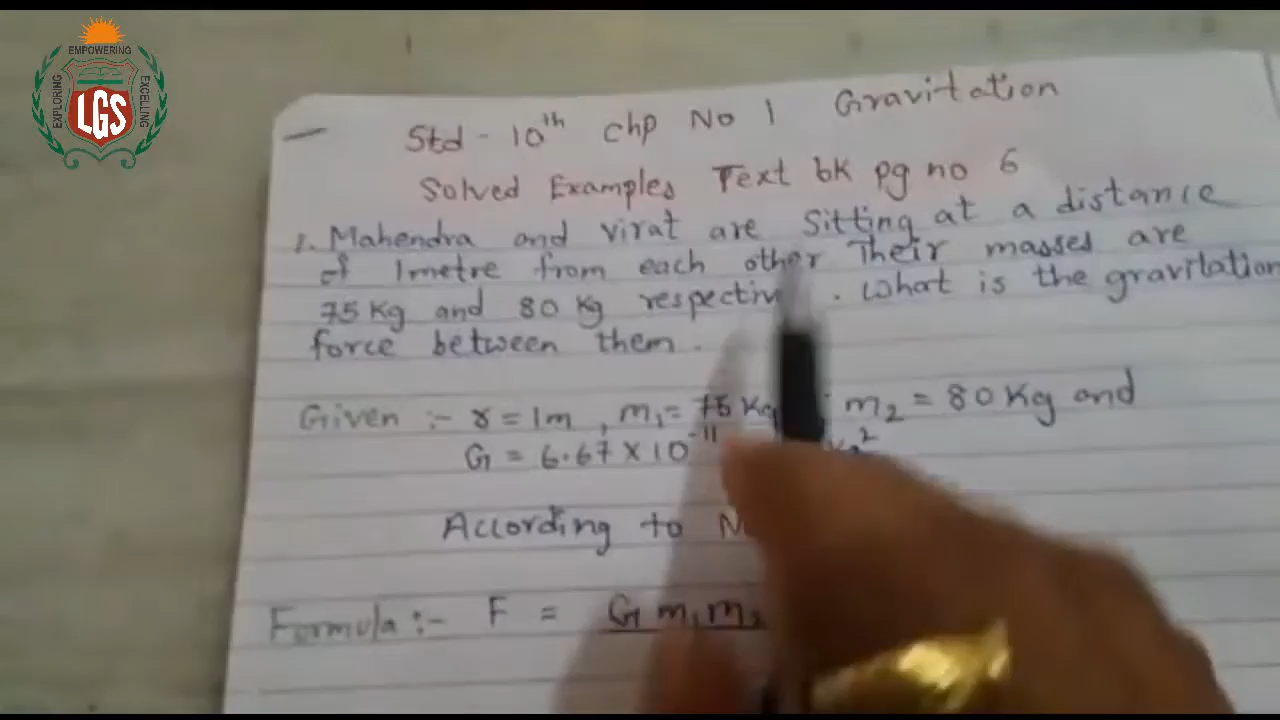 EMPOWERING
EXPLORING
EXCELLING
LGS
Std - 10th chp No 1 Gravitation
Solved Examples Text bk pg no 6
1. Mahendra and virat are Sitting at a distance
of 1metre from each other Their masses are
75 Kg and 80 Kg respectiv . What is the gravitation
force between them.
Given :- r = 1m , m1 = 75 Kg ; m2 = 80 Kg and
G = 6.67 × 10-11
According to
Formula :- F = G m1 m2